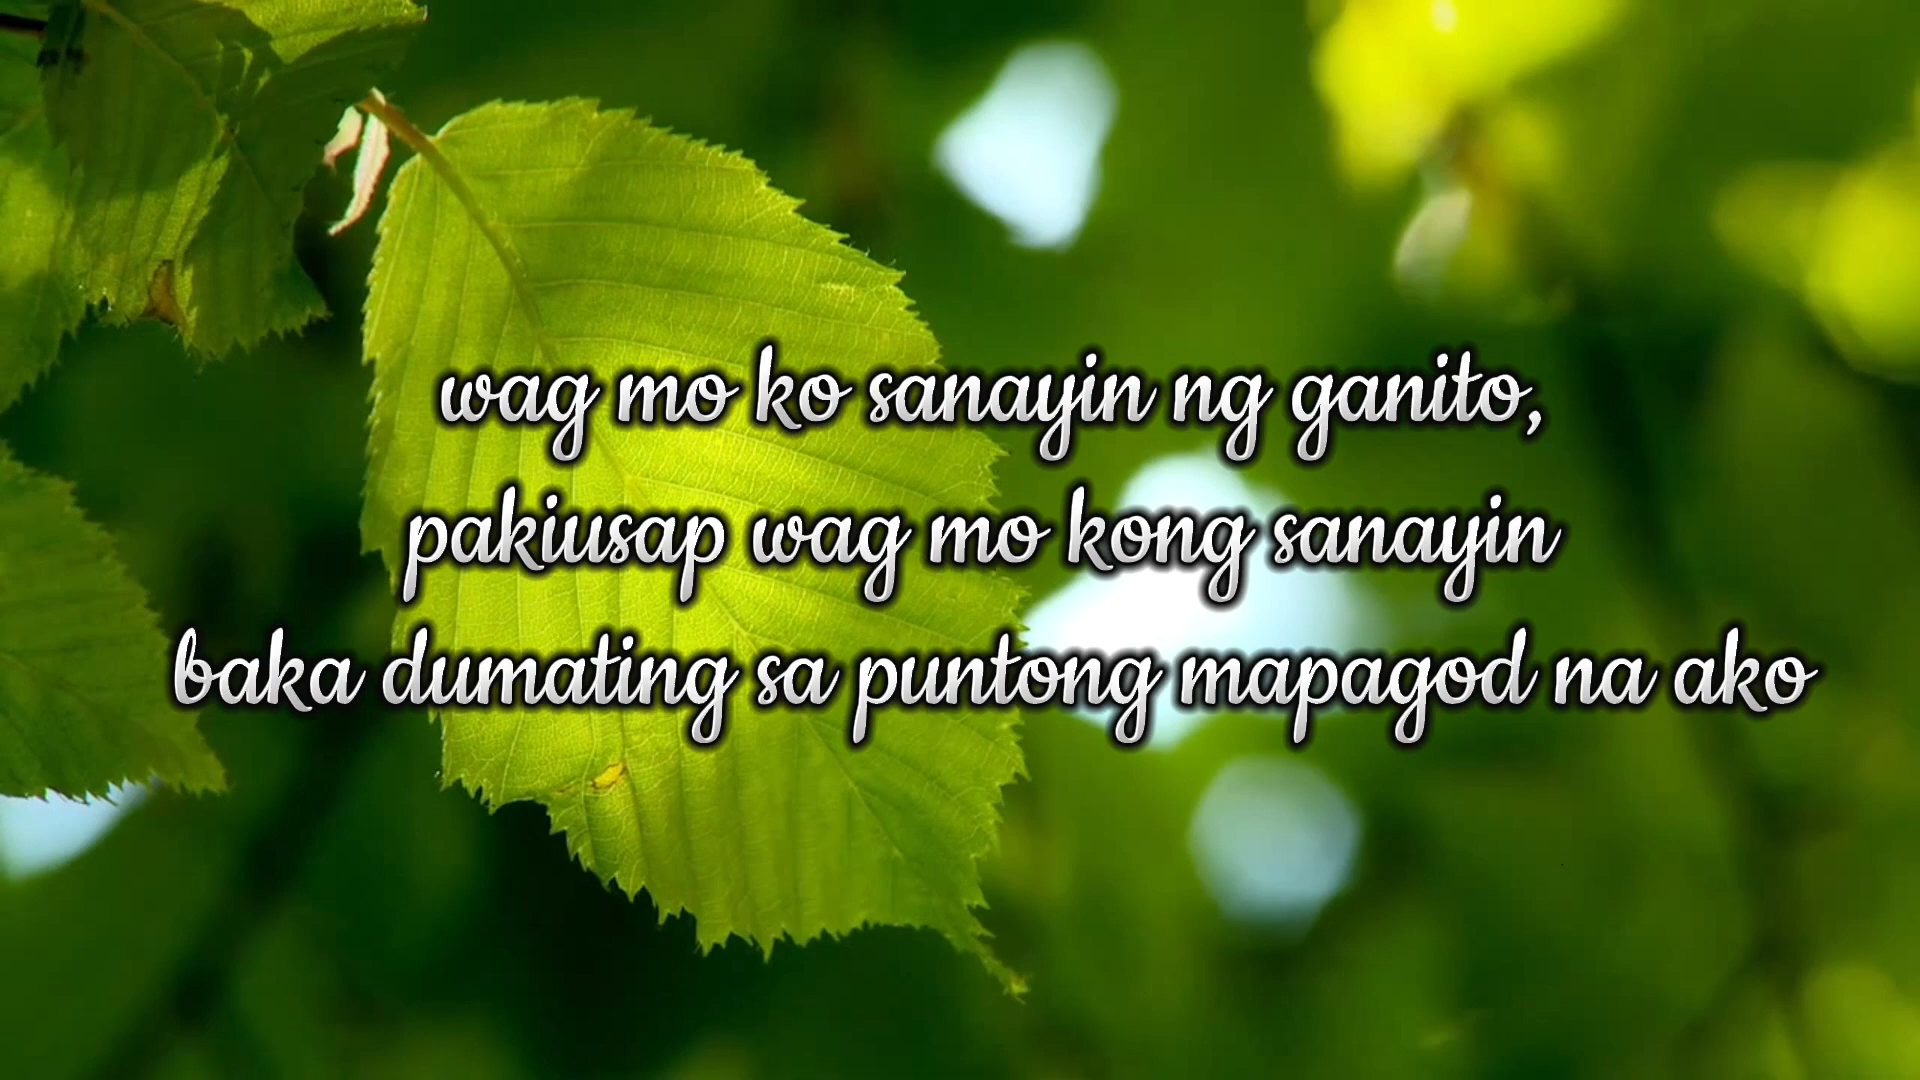 wag mo ko sanayin ng ganito,
pakiusap wag mo kong sanayin
baka dumating sa puntong mapagod na ako